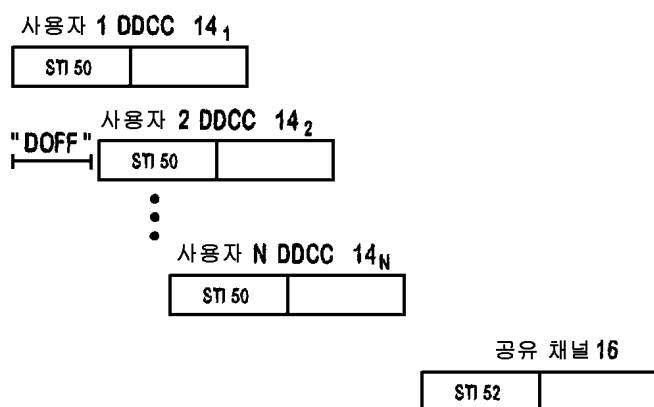 사용자 1 DDCC 14₁
STI 50
사용자 2 DDCC 14₂
"DOFF"
STI 50
사용자 N DDCC 14N
STI 50
공유 채널 16
STI 52